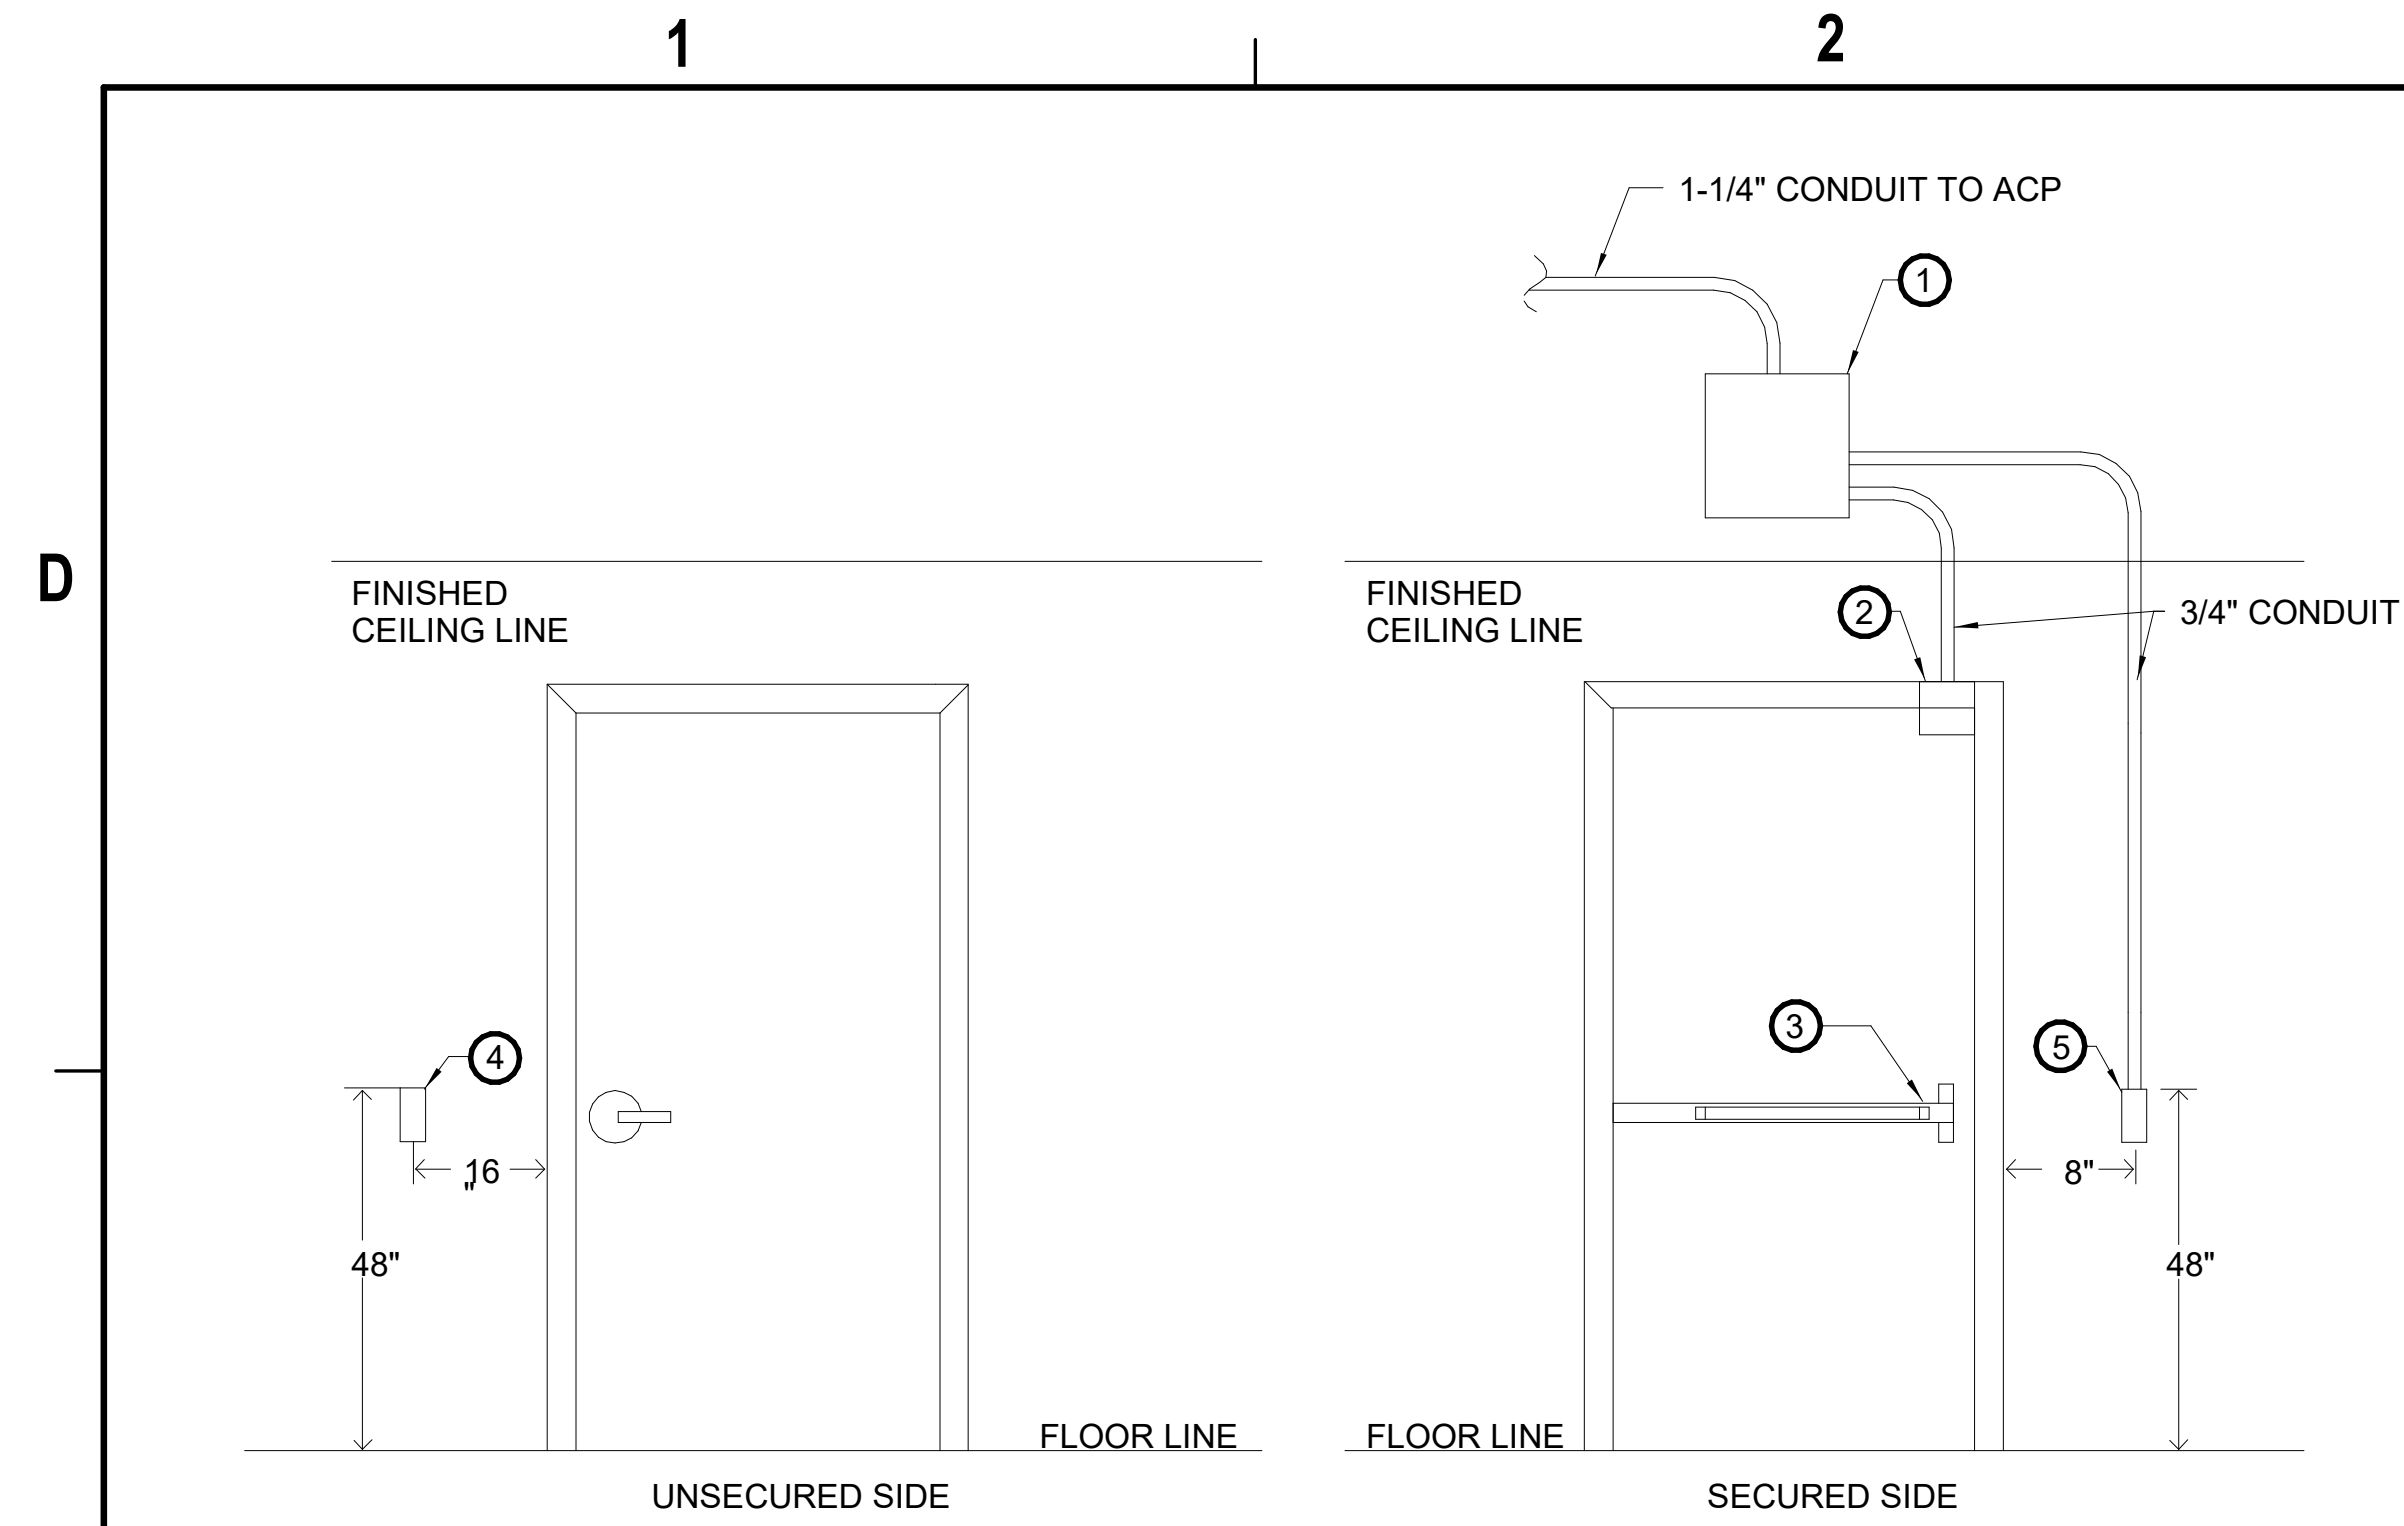 1
2
D
1-1/4" CONDUIT TO ACP
1
FINISHED
CEILING LINE
FINISHED
CEILING LINE
2
3/4" CONDUIT
3
4
5
16
"
8"
48"
48"
FLOOR LINE
FLOOR LINE
UNSECURED SIDE
SECURED SIDE